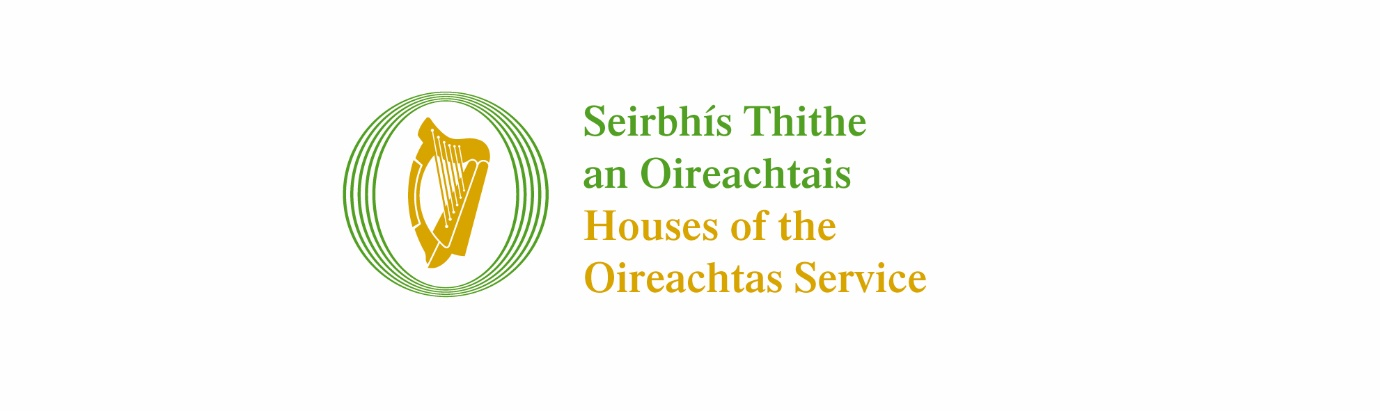 Seirbhís Thithe
an Oireachtais
Houses of the
Oireachtas Service